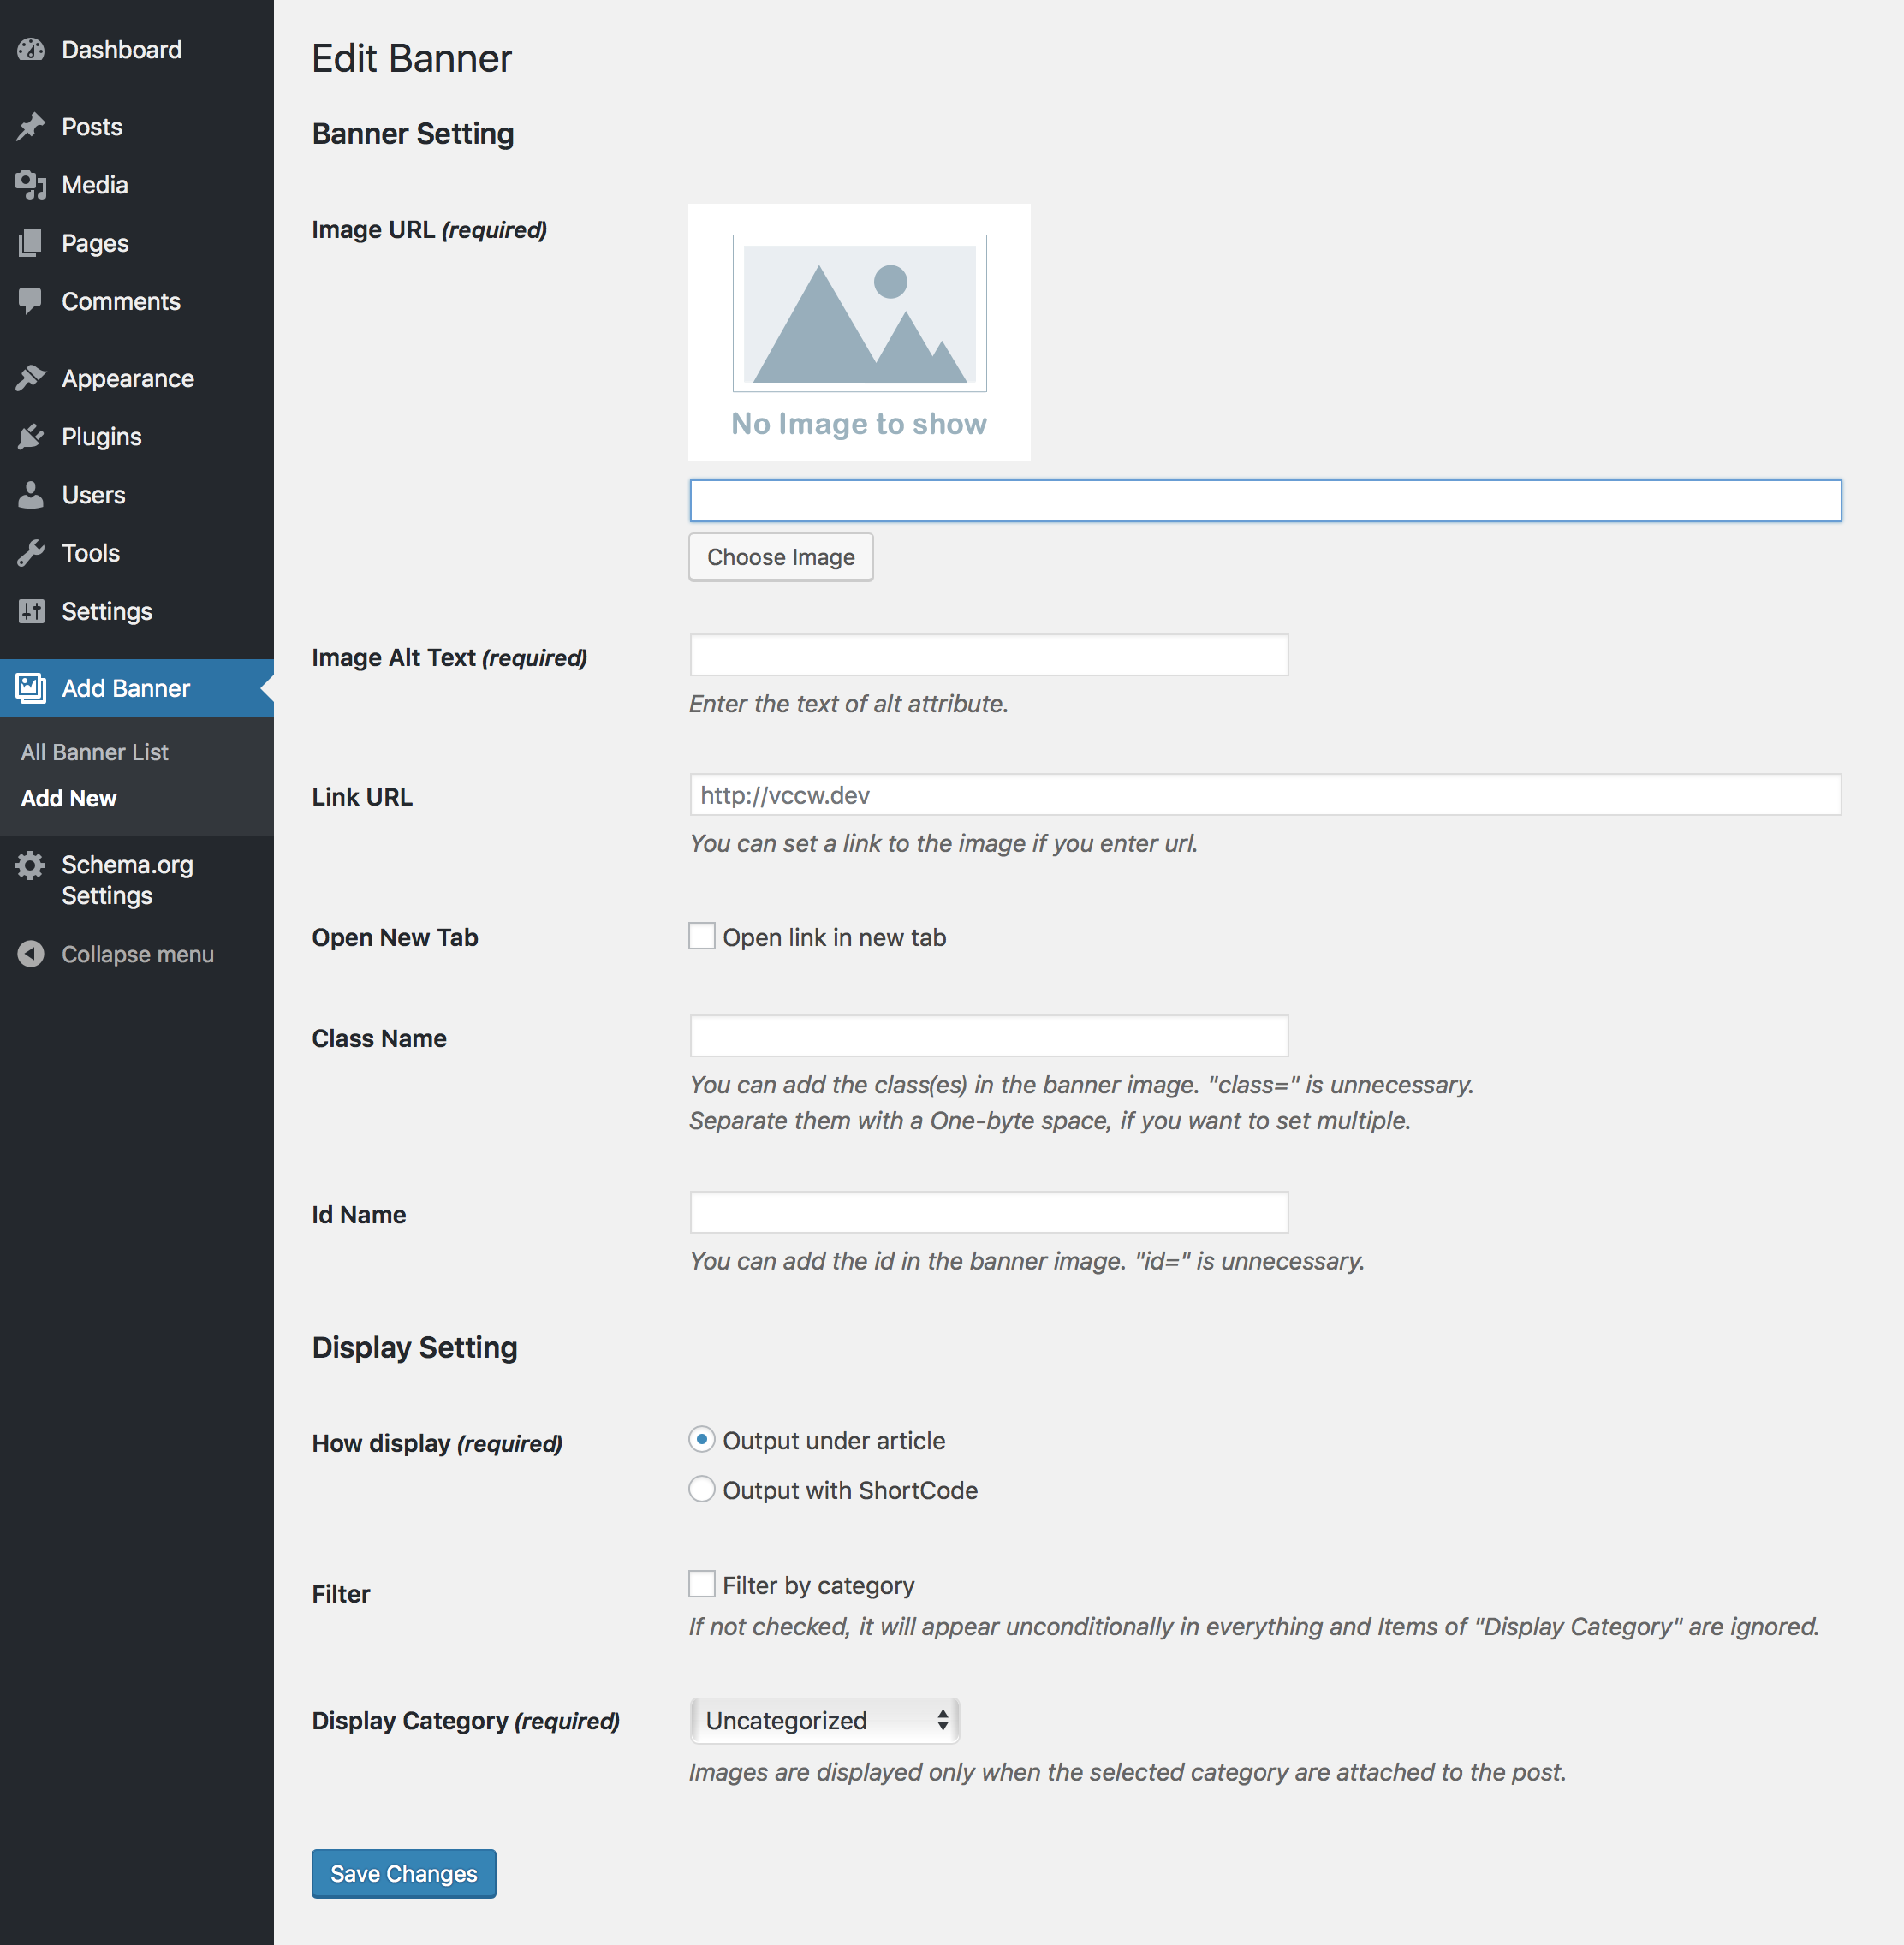 Dashboard
Posts
Media
Pages
Comments
Appearance
Plugins
Users
Tools
Settings
Add Banner
All Banner List
Add New
Schema.org
Settings
Collapse menu
Edit Banner
Banner Setting
Image URL (required)
No Image to show
Choose Image
Image Alt Text (required)
Enter the text of alt attribute.
Link URL
http://vccw.dev
You can set a link to the image if you enter url.
Open New Tab
Open link in new tab
Class Name
You can add the class(es) in the banner image. "class=" is unnecessary.
Separate them with a One-byte space, if you want to set multiple.
Id Name
You can add the id in the banner image. "id=" is unnecessary.
Display Setting
How display (required)
Output under article
Output with ShortCode
Filter
Filter by category
If not checked, it will appear unconditionally in everything and Items of "Display Category" are ignored.
Display Category (required)
Uncategorized
Images are displayed only when the selected category are attached to the post.
Save Changes